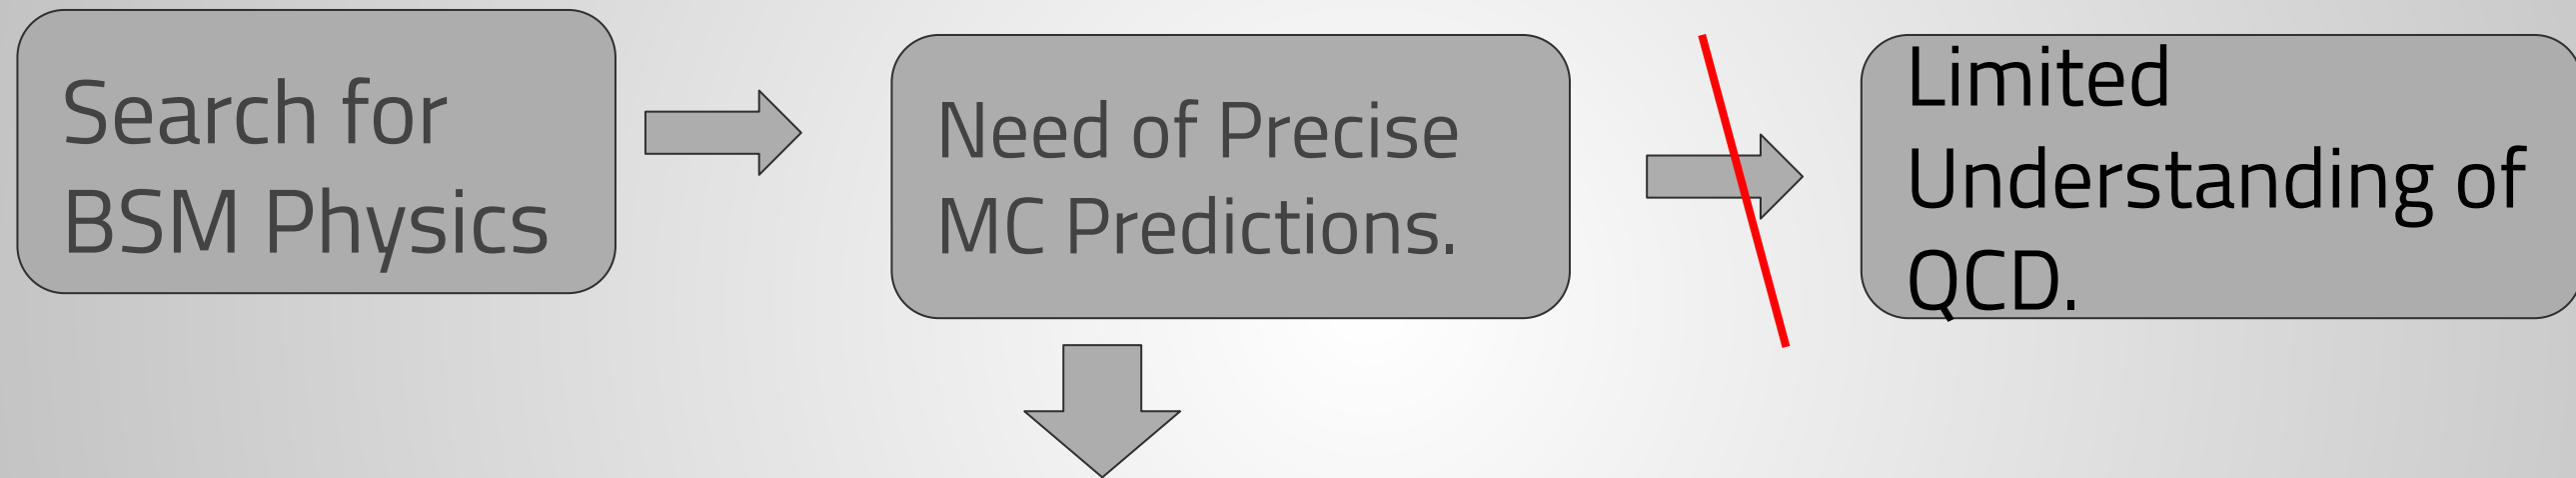 Search for
BSM Physics
Need of Precise
MC Predictions.
Limited
Understanding of
QCD.